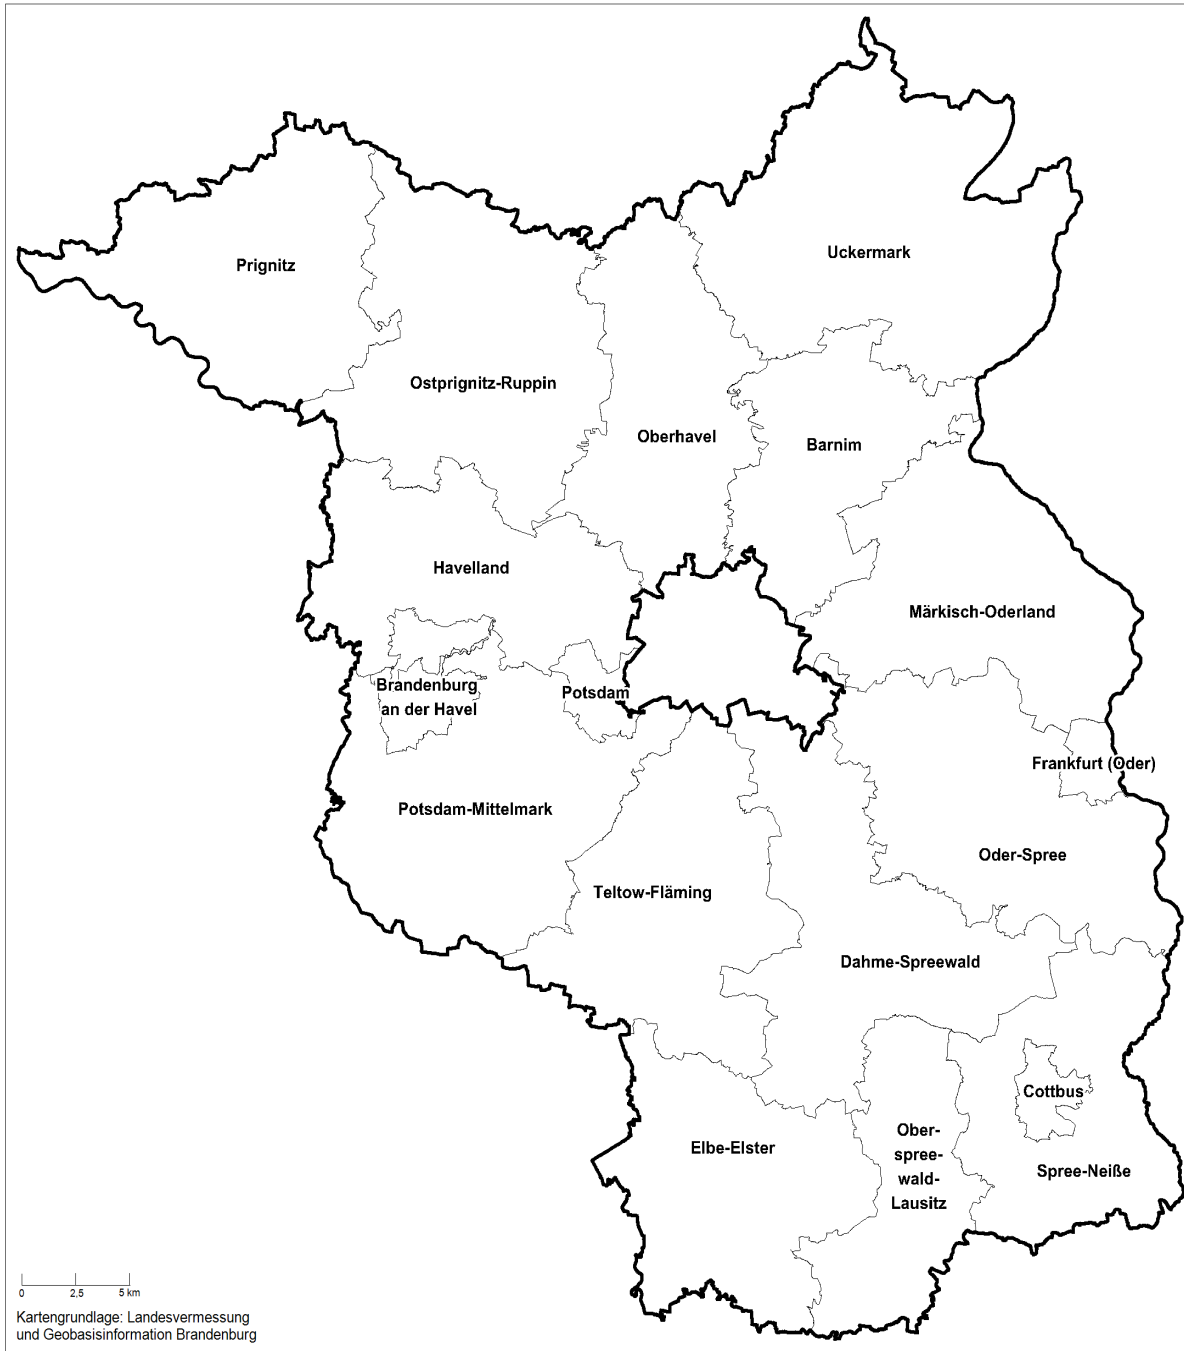 Uckermark
Prignitz
Ostprignitz-Ruppin
Oberhavel
Barnim
Havelland
Märkisch-Oderland
Brandenburg
an der Havel
Potsdam
Frankfurt (Oder)
Potsdam-Mittelmark
Oder-Spree
Teltow-Fläming
Dahme-Spreewald
Cottbus
Ober-
spree-
wald-
Lausitz
Elbe-Elster
Spree-Neiße
0 2,5 5 km
Kartengrundlage: Landesvermessung
und Geobasisinformation Brandenburg